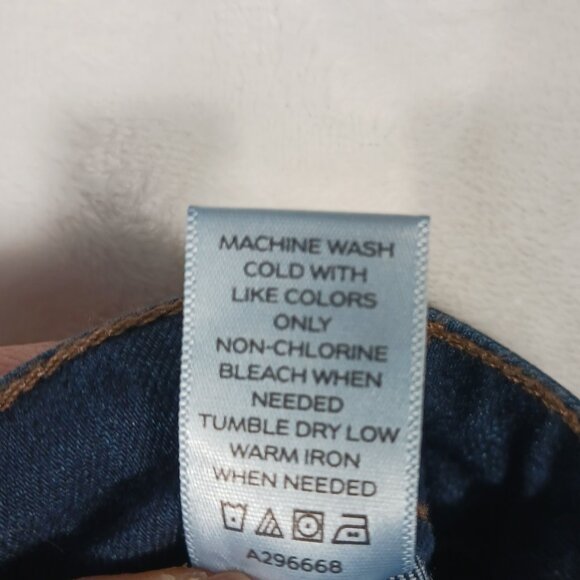 MACHINE WASH
COLD WITH
LIKE COLORS
ONLY
NON-CHLORINE
BLEACH WHEN
NEEDED
TUMBLE DRY LOW
WARM IRON
WHEN NEEDED
A296668